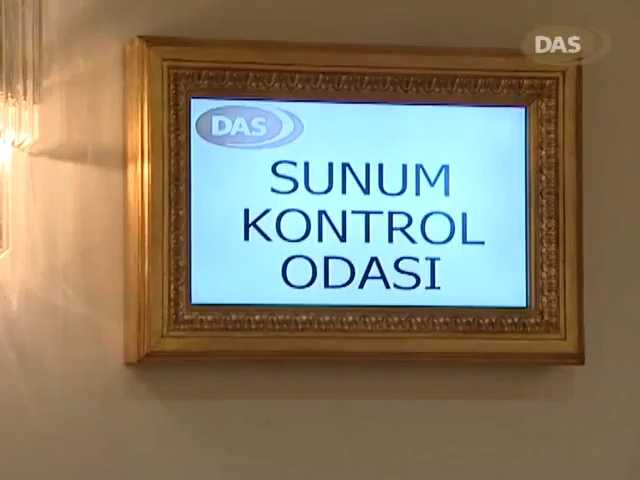 DAS
DAS
SUNUM
KONTROL
ODASI